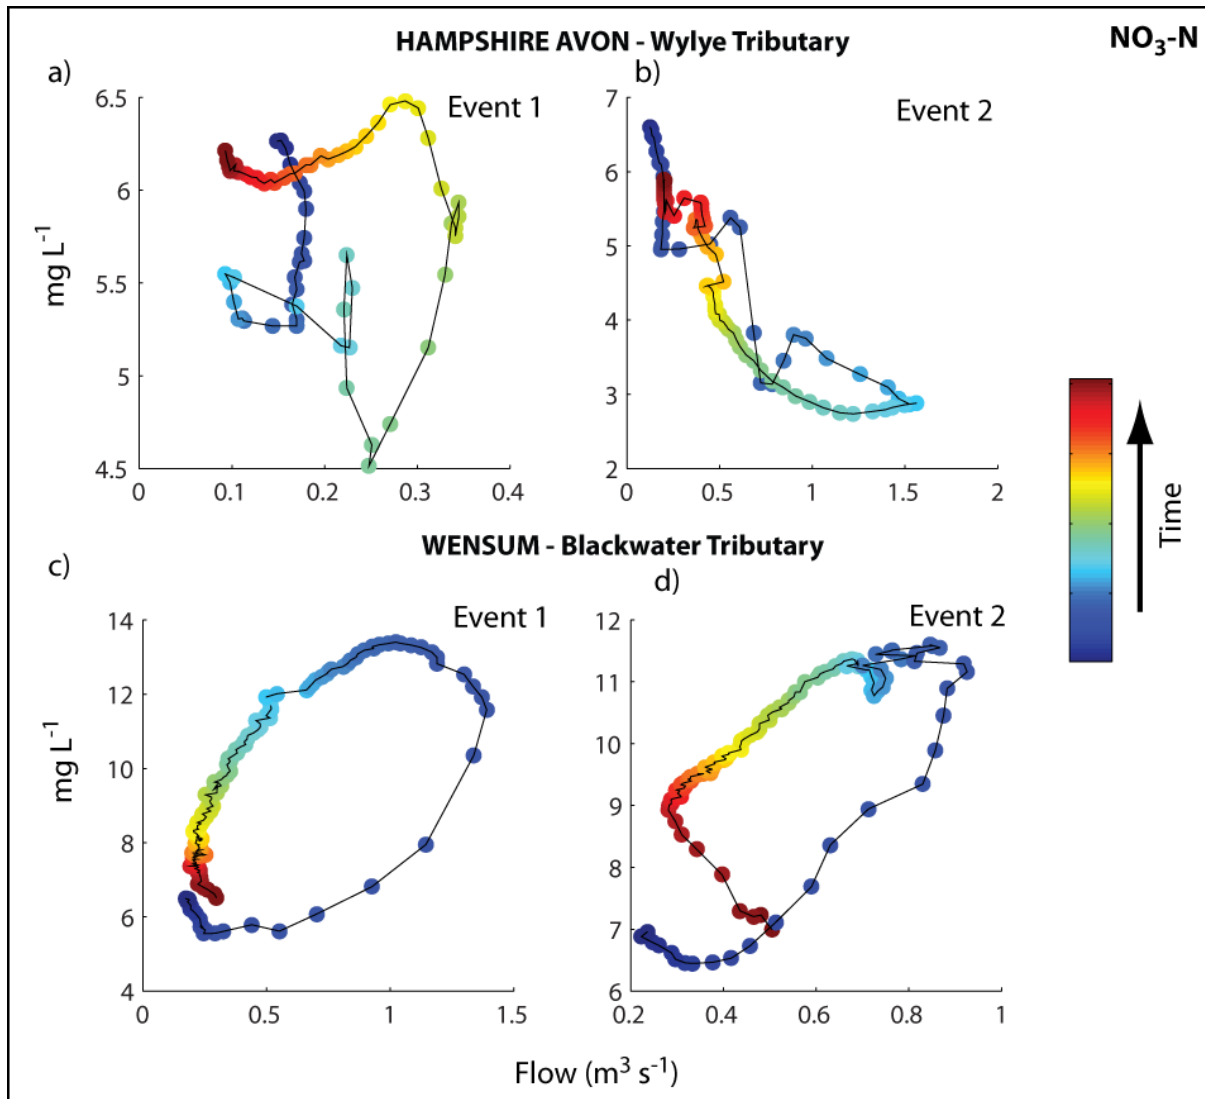 HAMPSHIRE AVON - Wylye Tributary
NO₃-N
a)
b)
Event 1
Event 2
6.5
6
5.5
5
4.5
mg L⁻¹
0 0.1 0.2 0.3 0.4
7
6
5
4
3
2
0 0.5 1 1.5 2
Time
WENSUM - Blackwater Tributary
c)
d)
Event 1
Event 2
14
12
10
8
6
4
mg L⁻¹
0 0.5 1 1.5
12
11
10
9
8
7
6
0.2 0.4 0.6 0.8 1
Flow (m³ s⁻¹)